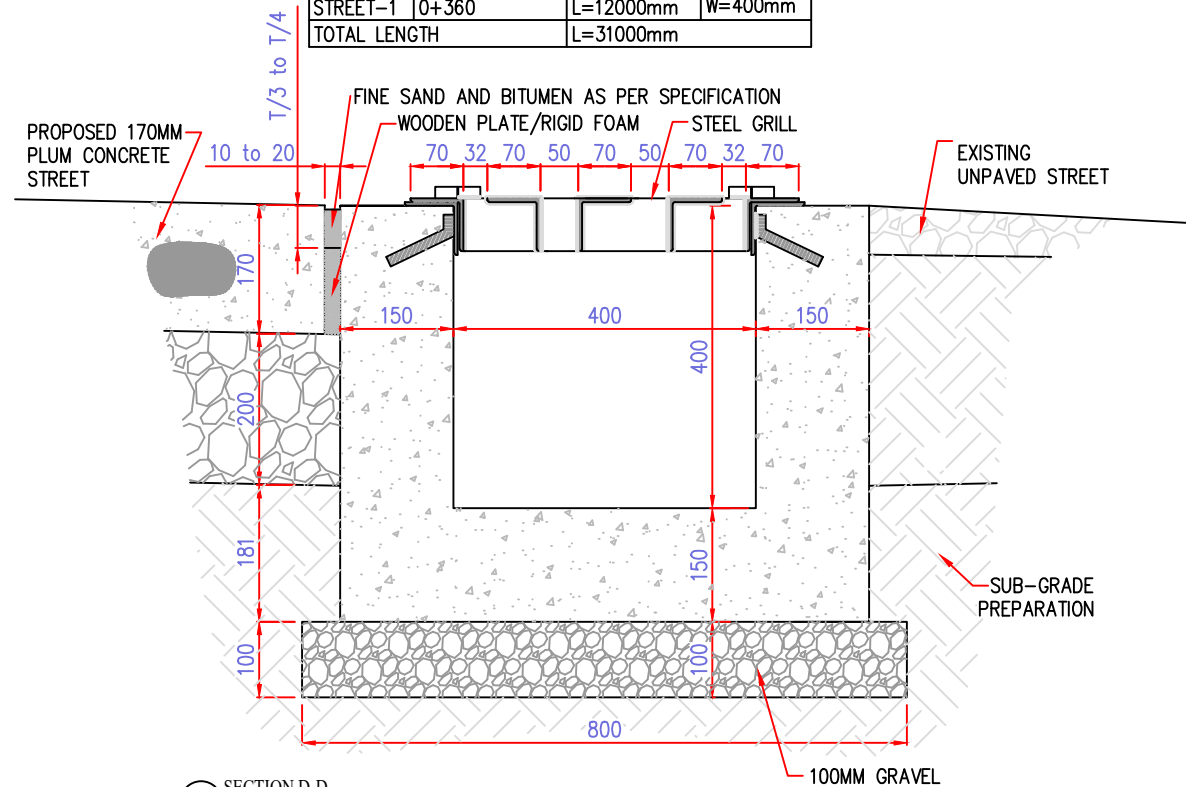 STREET-1 0+360 L=12000mm W=400mm
TOTAL LENGTH L=31000mm
T/3 to T/4
FINE SAND AND BITUMEN AS PER SPECIFICATION
WOODEN PLATE/RIGID FOAM
STEEL GRILL
PROPOSED 170MM
PLUM CONCRETE
STREET
10 to 20
70 32 70 50 70 50 70 32 70
EXISTING
UNPAVED STREET
170
150 400 150
400
200
181
150
SUB-GRADE
PREPARATION
100
100
800
100MM GRAVEL
SECTION D-D